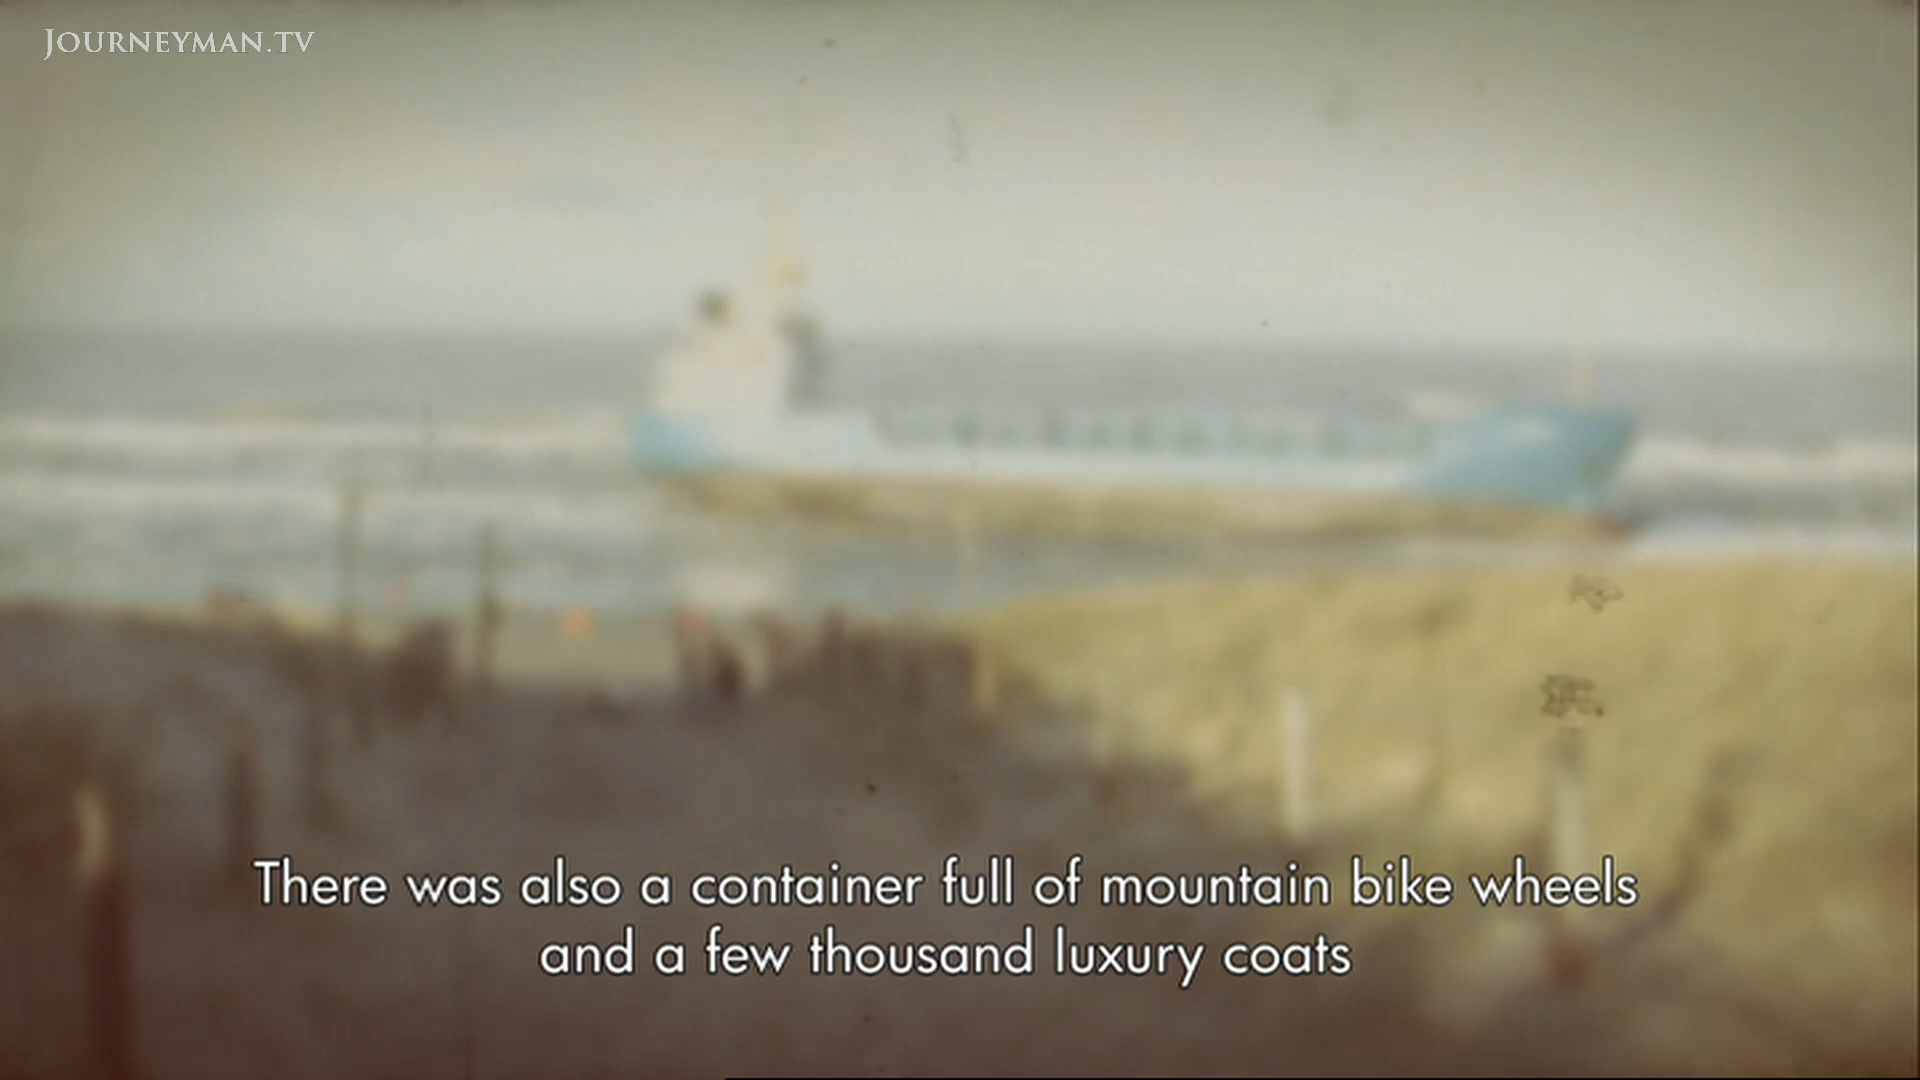 JOURNEYMAN.TV
There was also a container full of mountain bike wheels
and a few thousand luxury coats